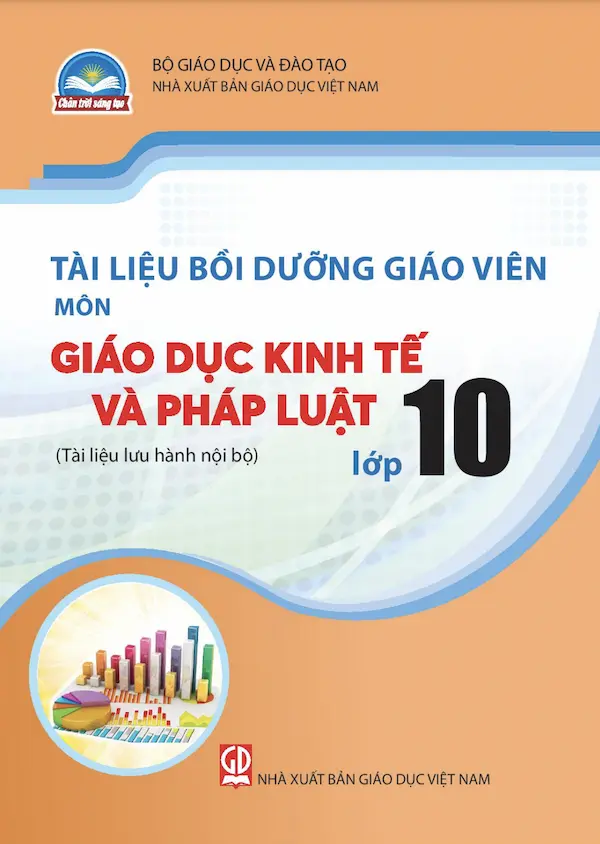 BỘ GIÁO DỤC VÀ ĐÀO TẠO
NHÀ XUẤT BẢN GIÁO DỤC VIỆT NAM
Chân trời sáng tạo
TÀI LIỆU BỒI DƯỠNG GIÁO VIÊN
MÔN
GIÁO DỤC KINH TẾ
VÀ PHÁP LUẬT
(Tài liệu lưu hành nội bộ)
lớp 10
GD
NHÀ XUẤT BẢN GIÁO DỤC VIỆT NAM